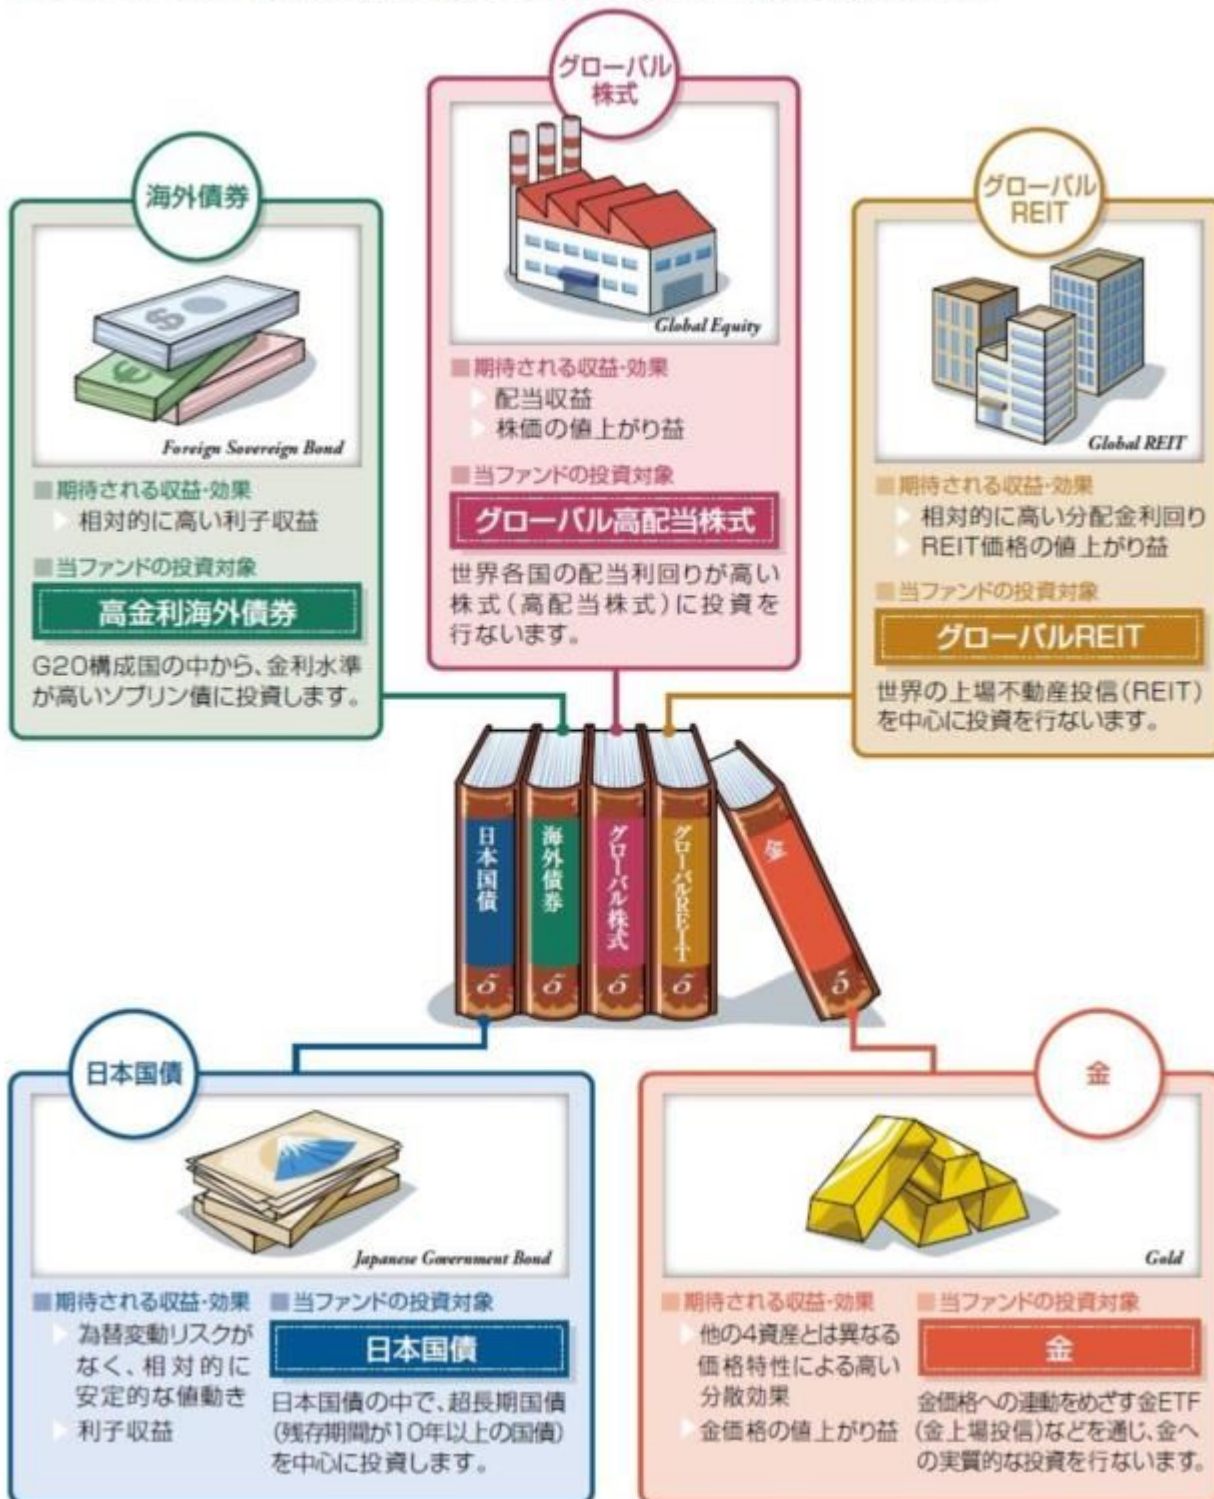 グローバル
株式
Global Equity
■期待される収益・効果
配当収益
株価の値上がり益
■当ファンドの投資対象
グローバル高配当株式
世界各国の配当利回りが高い
株式(高配当株式)に投資を
行ないます。
海外債券
Foreign Sovereign Bond
■期待される収益・効果
相対的に高い利子収益
■当ファンドの投資対象
高金利海外債券
G20構成国の中から、金利水準
が高いソブリン債に投資します。
グローバル
REIT
Global REIT
■期待される収益・効果
相対的に高い分配金利回り
REIT価格の値上がり益
■当ファンドの投資対象
グローバルREIT
世界の上場不動産投信(REIT)
を中心に投資を行ないます。
日本国債
5
海外債券
5
グローバル株式
5
グローバルREIT
5
金
5
日本国債
Japanese Government Bond
■期待される収益・効果
為替変動リスクが
なく、相対的に
安定的な値動き
利子収益
■当ファンドの投資対象
日本国債
日本国債の中で、超長期国債
(残存期間が10年以上の国債)
を中心に投資します。
金
Gold
■期待される収益・効果
他の4資産とは異なる
価格特性による高い
分散効果
金価格の値上がり益
■当ファンドの投資対象
金
金価格への連動をめざす金ETF
(金上場投信)などを通じ、金へ
の実質的な投資を行ないます。